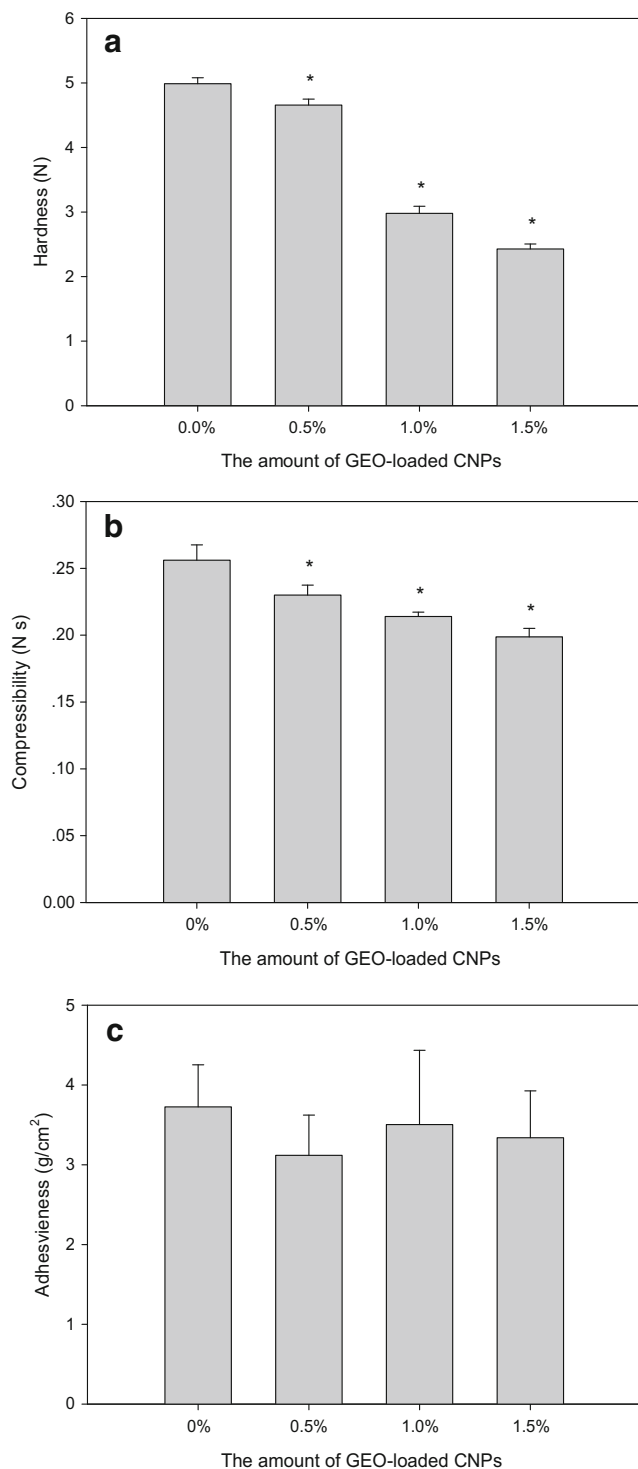 a
6
5
4
3
2
1
0
Hardness (N)
*
*
*
0.0% 0.5% 1.0% 1.5%
The amount of GEO-loaded CNPs
b
.30
.25
.20
.15
.10
.05
0.00
Compressibility (N s)
*
*
*
0% 0.5% 1.0% 1.5%
The amount of GEO-loaded CNPs
c
5
4
3
2
1
0
Adhesvieness (g/cm²)
0% 0.5% 1.0% 1.5%
The amount of GEO-loaded CNPs